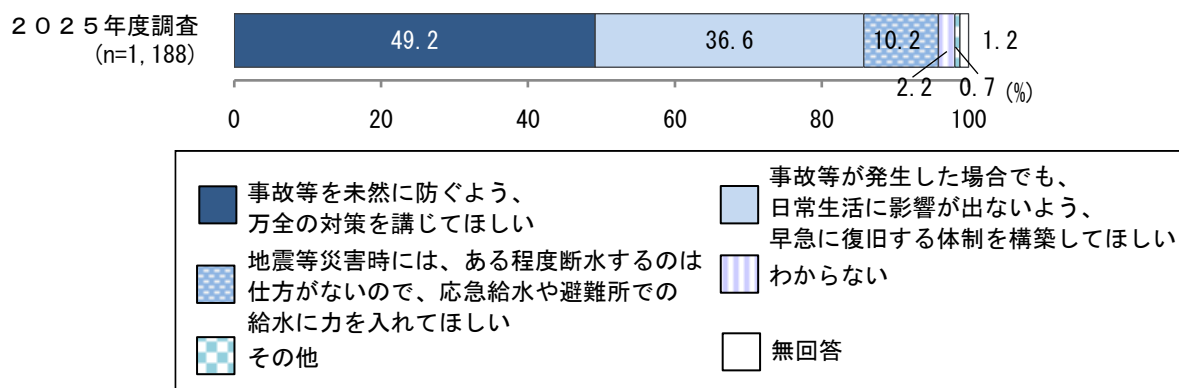 ２０２５年度調査
(n=1,188)
49.2
36.6
10.2
1.2
2.2
0.7
(%)
0
20
40
60
80
100
事故等を未然に防ぐよう、
万全の対策を講じてほしい
事故等が発生した場合でも、
日常生活に影響が出ないよう、
早急に復旧する体制を構築してほしい
地震等災害時には、ある程度断水するのは
仕方がないので、応急給水や避難所での
給水に力を入れてほしい
わからない
その他
無回答